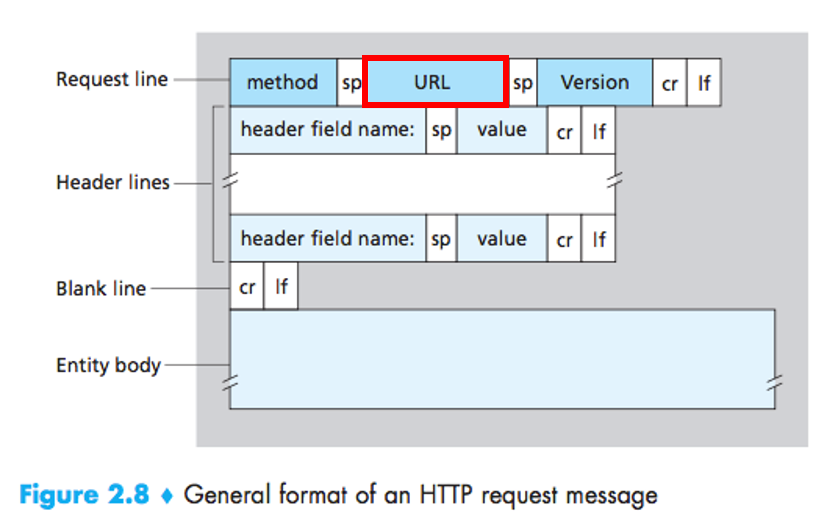 Request line method sp URL sp Version cr lf
header field name: sp value cr lf
Header lines
header field name: sp value cr lf
Blank line cr lf
Entity body
Figure 2.8 ♦ General format of an HTTP request message